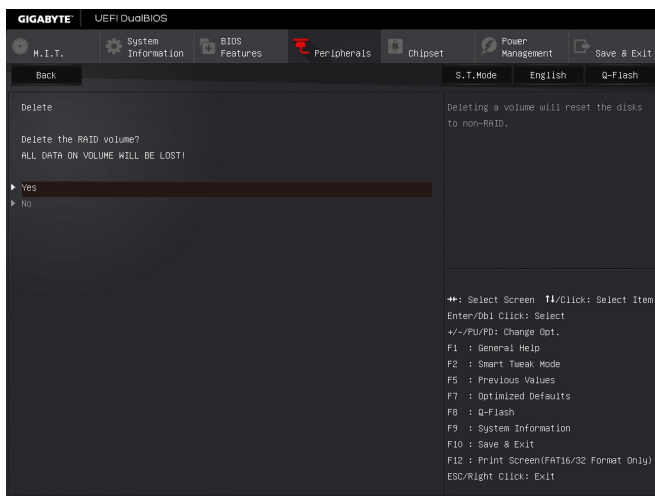 GIGABYTE™ UEFI DualBIOS
M.I.T.
System Information
BIOS Features
Peripherals
Chipset
Power Management
Save & Exit
Back
S.T.Mode English Q-Flash
Delete
Delete the RAID volume?
ALL DATA ON VOLUME WILL BE LOST!
Yes
No
Deleting a volume will reset the disks
to non-RAID.
→←: Select Screen ↑↓/Click: Select Item
Enter/Dbl Click: Select
+/-/PU/PD: Change Opt.
F1 : General Help
F2 : Smart Tweak Mode
F5 : Previous Values
F7 : Optimized Defaults
F8 : Q-Flash
F9 : System Information
F10 : Save & Exit
F12 : Print Screen(FAT16/32 Format Only)
ESC/Right Click: Exit